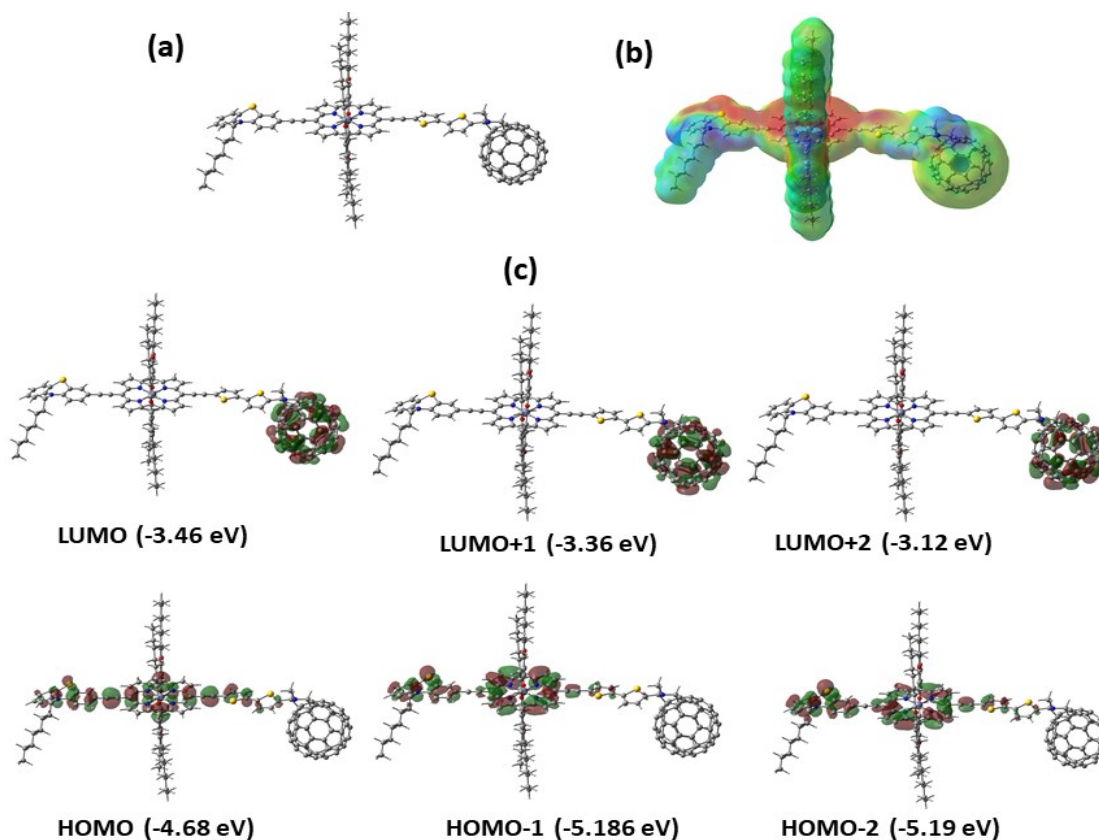 (a)
(b)
(c)
LUMO (-3.46 eV)
LUMO+1 (-3.36 eV)
LUMO+2 (-3.12 eV)
HOMO (-4.68 eV)
HOMO-1 (-5.186 eV)
HOMO-2 (-5.19 eV)